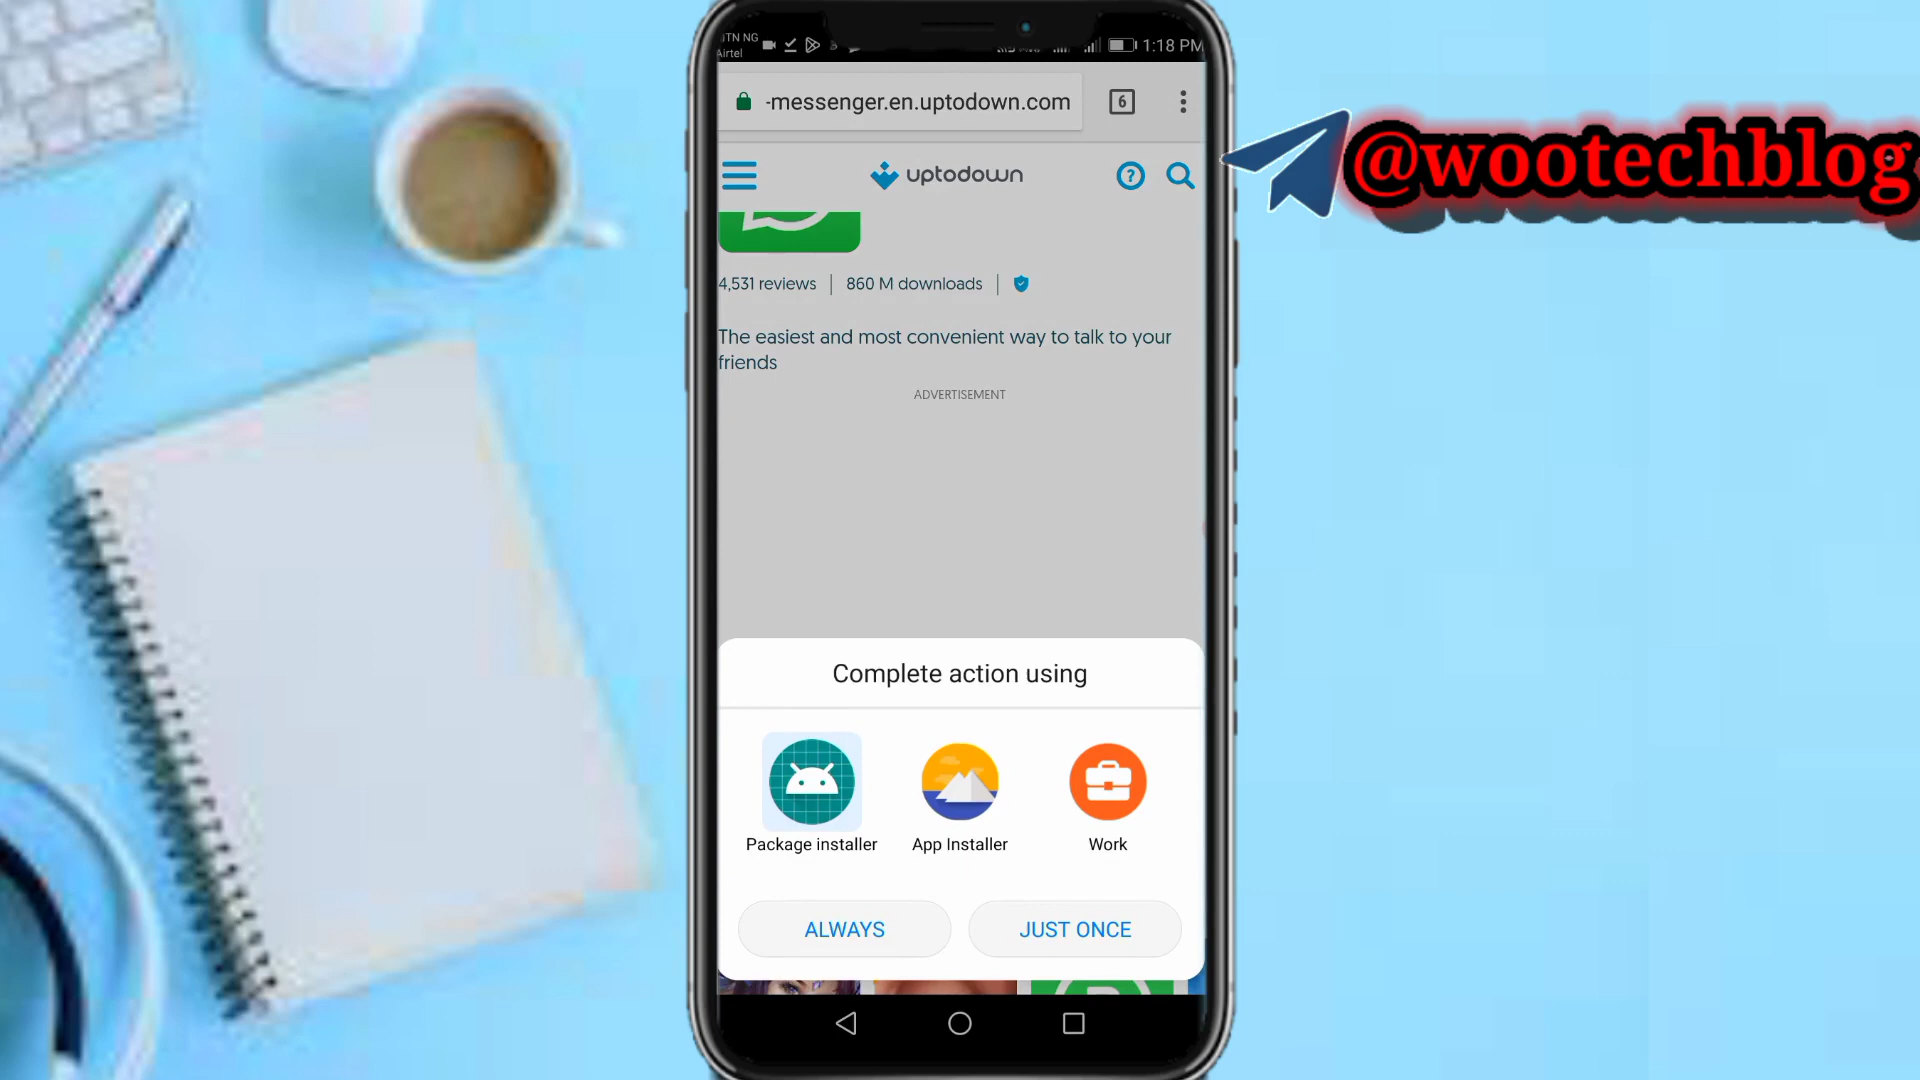 Airtel
1:18 PM
-messenger.en.uptodown.com
6
uptodown
?
@wootechblog
4,531 reviews
860 M downloads
The easiest and most convenient way to talk to your
friends
ADVERTISEMENT
Complete action using
Package installer
App Installer
Work
ALWAYS
JUST ONCE